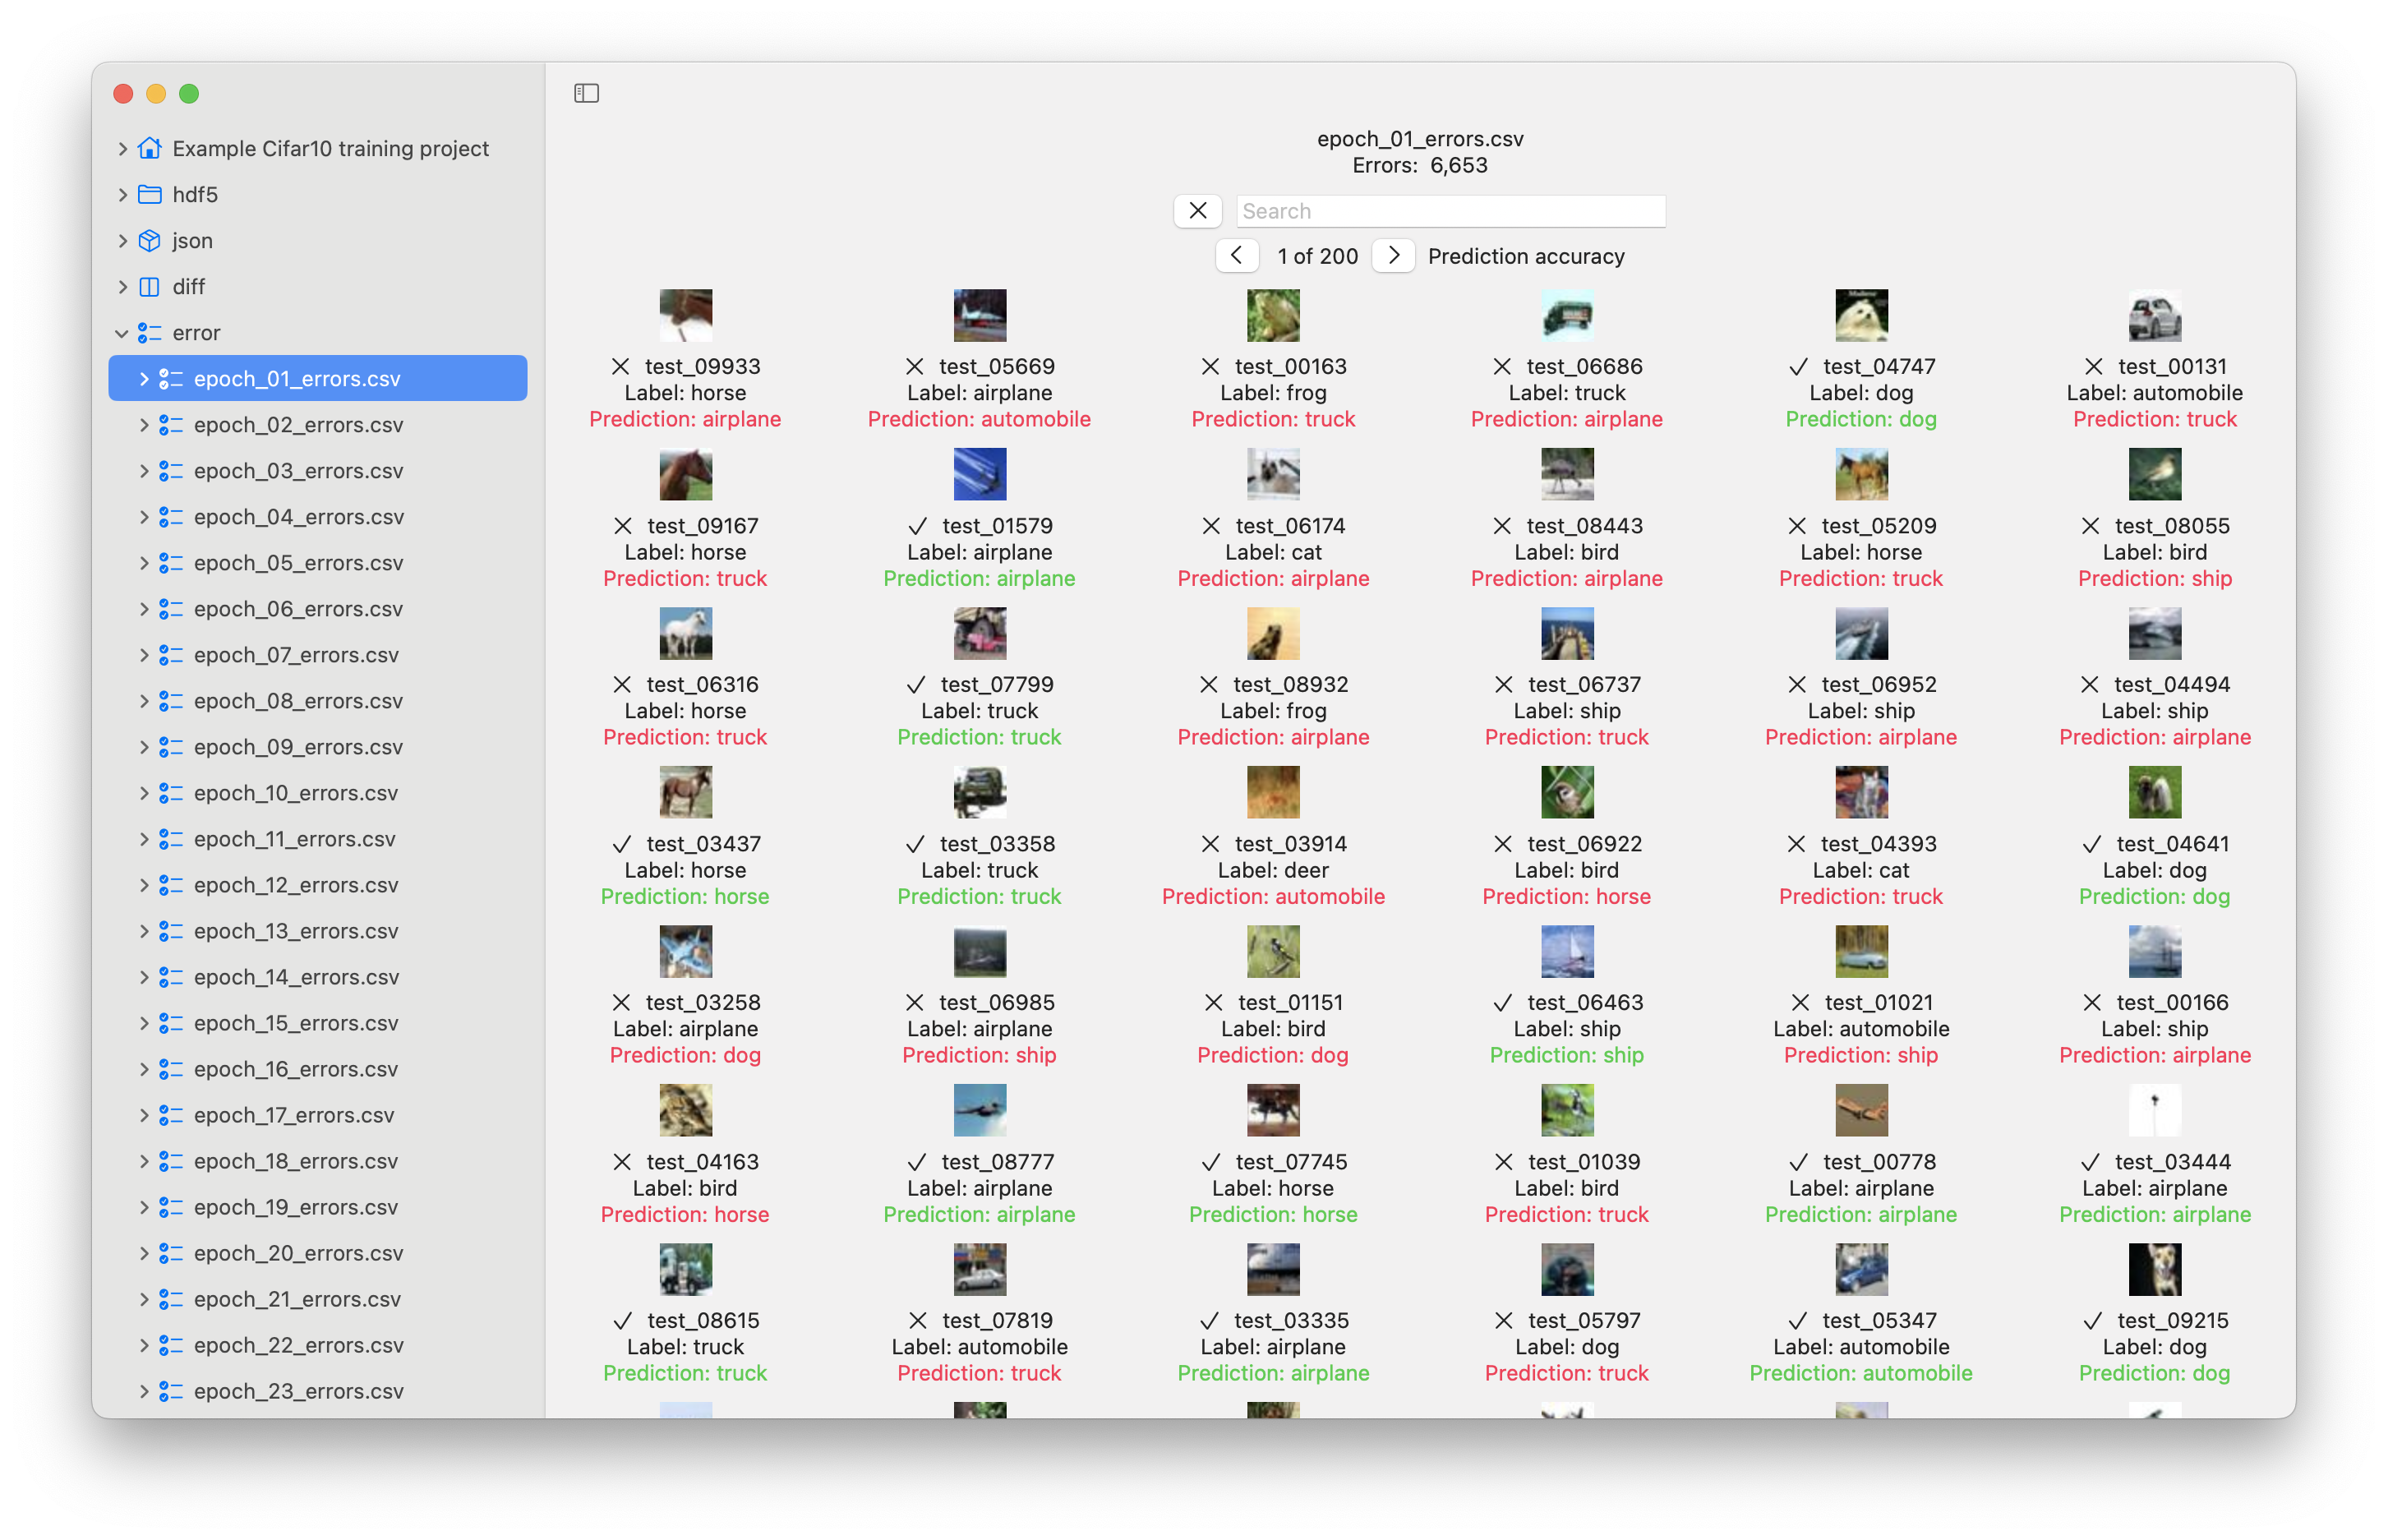 Example Cifar10 training project
hdf5
json
diff
error
epoch_01_errors.csv
epoch_02_errors.csv
epoch_03_errors.csv
epoch_04_errors.csv
epoch_05_errors.csv
epoch_06_errors.csv
epoch_07_errors.csv
epoch_08_errors.csv
epoch_09_errors.csv
epoch_10_errors.csv
epoch_11_errors.csv
epoch_12_errors.csv
epoch_13_errors.csv
epoch_14_errors.csv
epoch_15_errors.csv
epoch_16_errors.csv
epoch_17_errors.csv
epoch_18_errors.csv
epoch_19_errors.csv
epoch_20_errors.csv
epoch_21_errors.csv
epoch_22_errors.csv
epoch_23_errors.csv
epoch_01_errors.csv
Errors: 6,653
Search
1 of 200 Prediction accuracy
test_09933 test_05669 test_00163 test_06686 test_04747 test_00131
Label: horse Label: airplane Label: frog Label: truck Label: dog Label: automobile
Prediction: airplane Prediction: automobile Prediction: truck Prediction: airplane Prediction: dog Prediction: truck
test_09167 test_01579 test_06174 test_08443 test_05209 test_08055
Label: horse Label: airplane Label: cat Label: bird Label: horse Label: bird
Prediction: truck Prediction: airplane Prediction: airplane Prediction: airplane Prediction: truck Prediction: ship
test_06316 test_07799 test_08932 test_06737 test_06952 test_04494
Label: horse Label: truck Label: frog Label: ship Label: ship Label: ship
Prediction: truck Prediction: truck Prediction: airplane Prediction: truck Prediction: airplane Prediction: airplane
test_03437 test_03358 test_03914 test_06922 test_04393 test_04641
Label: horse Label: truck Label: deer Label: bird Label: cat Label: dog
Prediction: horse Prediction: truck Prediction: automobile Prediction: horse Prediction: truck Prediction: dog
test_03258 test_06985 test_01151 test_06463 test_01021 test_00166
Label: airplane Label: airplane Label: bird Label: ship Label: automobile Label: ship
Prediction: dog Prediction: ship Prediction: dog Prediction: ship Prediction: ship Prediction: airplane
test_04163 test_08777 test_07745 test_01039 test_00778 test_03444
Label: bird Label: airplane Label: horse Label: bird Label: airplane Label: airplane
Prediction: horse Prediction: airplane Prediction: horse Prediction: truck Prediction: airplane Prediction: airplane
test_08615 test_07819 test_03335 test_05797 test_05347 test_09215
Label: truck Label: automobile Label: airplane Label: dog Label: automobile Label: dog
Prediction: truck Prediction: truck Prediction: airplane Prediction: truck Prediction: automobile Prediction: dog